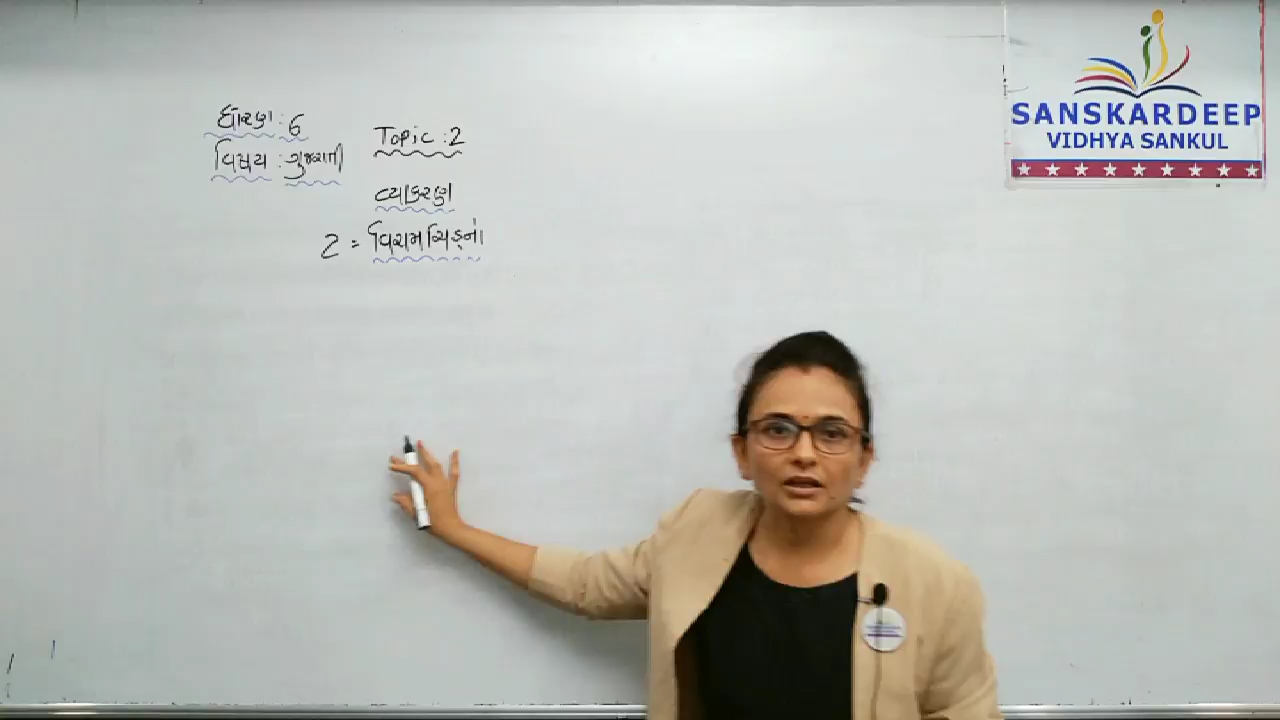 ધોરણ : 6
વિષય : ગુજરાતી
Topic : 2
વ્યાકરણ
2 = વિરામચિહ્નો
SANSKARDEEP
VIDHYA SANKUL